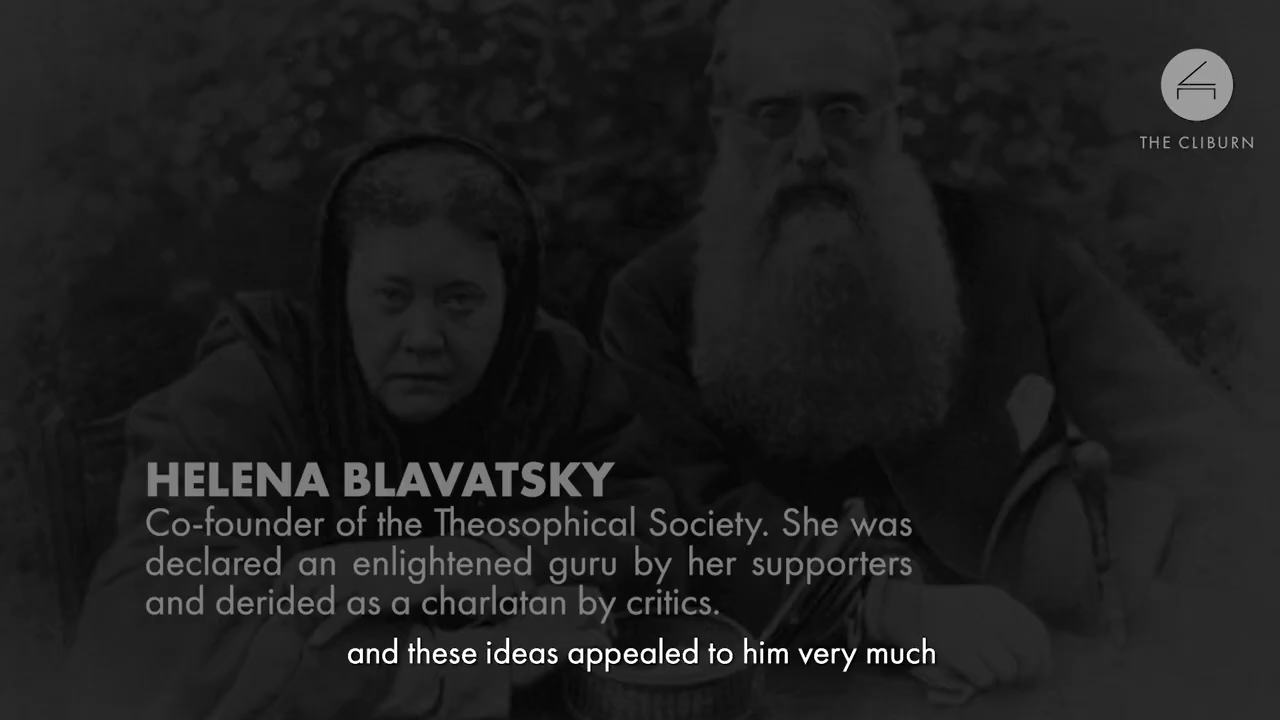 THE CLIBURN
HELENA BLAVATSKY
Co-founder of the Theosophical Society. She was
declared an enlightened guru by her supporters
and derided as a charlatan by critics.
and these ideas appealed to him very much